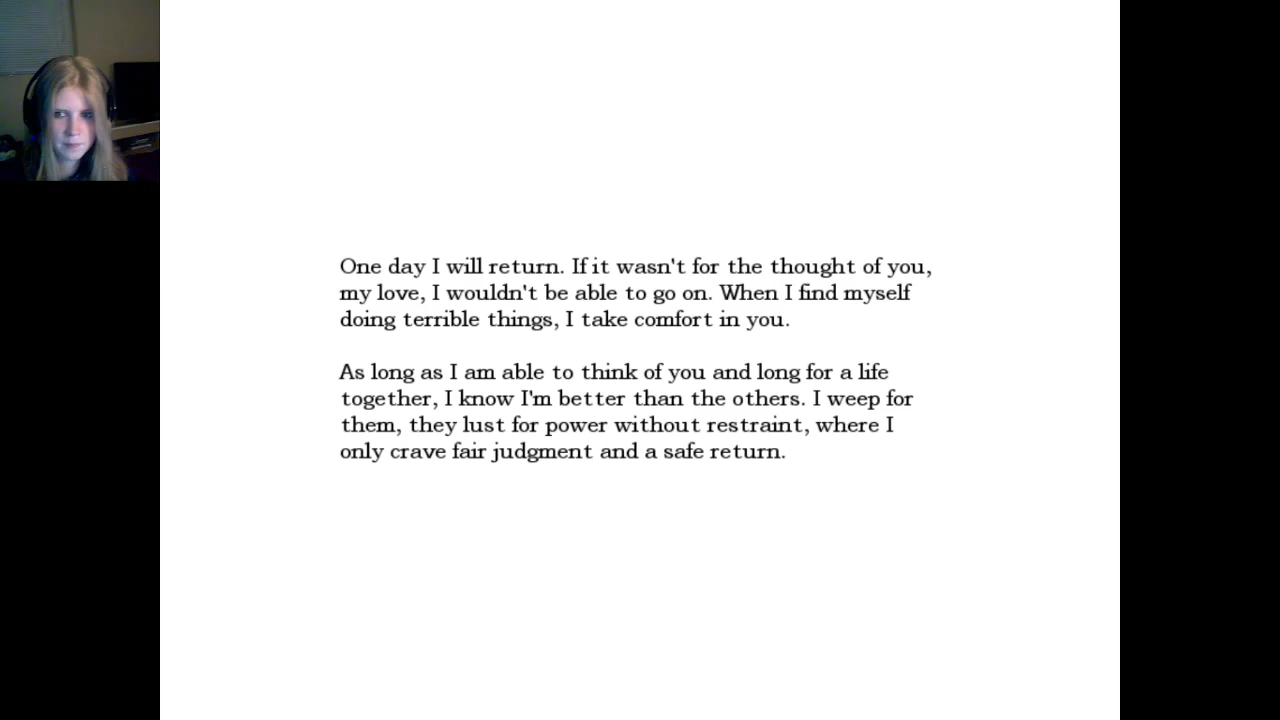 One day I will return. If it wasn't for the thought of you,
my love, I wouldn't be able to go on. When I find myself
doing terrible things, I take comfort in you.
As long as I am able to think of you and long for a life
together, I know I'm better than the others. I weep for
them, they lust for power without restraint, where I
only crave fair judgment and a safe return.